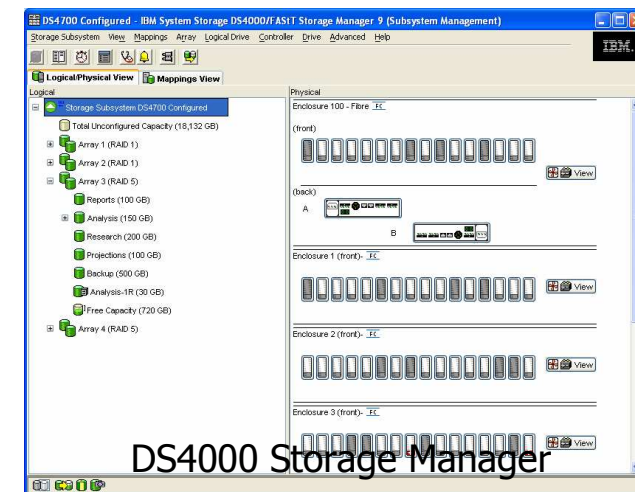 DS4700 Configured - IBM System Storage DS4000/FAStT Storage Manager 9 (Subsystem Management)
Storage Subsystem View Mappings Array Logical Drive Controller Drive Advanced Help
IBM.
Logical/Physical View Mappings View
Logical
Physical
Storage Subsystem DS4700 Configured
Total Unconfigured Capacity (18,132 GB)
Array 1 (RAID 1)
Array 2 (RAID 1)
Array 3 (RAID 5)
Reports (100 GB)
Analysis (150 GB)
Research (200 GB)
Projections (100 GB)
Backup (500 GB)
Analysis-1R (30 GB)
Free Capacity (720 GB)
Array 4 (RAID 5)
Enclosure 100 - Fibre FC
(front)
View
(back)
A
B
Enclosure 1 (front)- FC
View
Enclosure 2 (front)- FC
View
Enclosure 3 (front)- FC
View
DS4000 Storage Manager